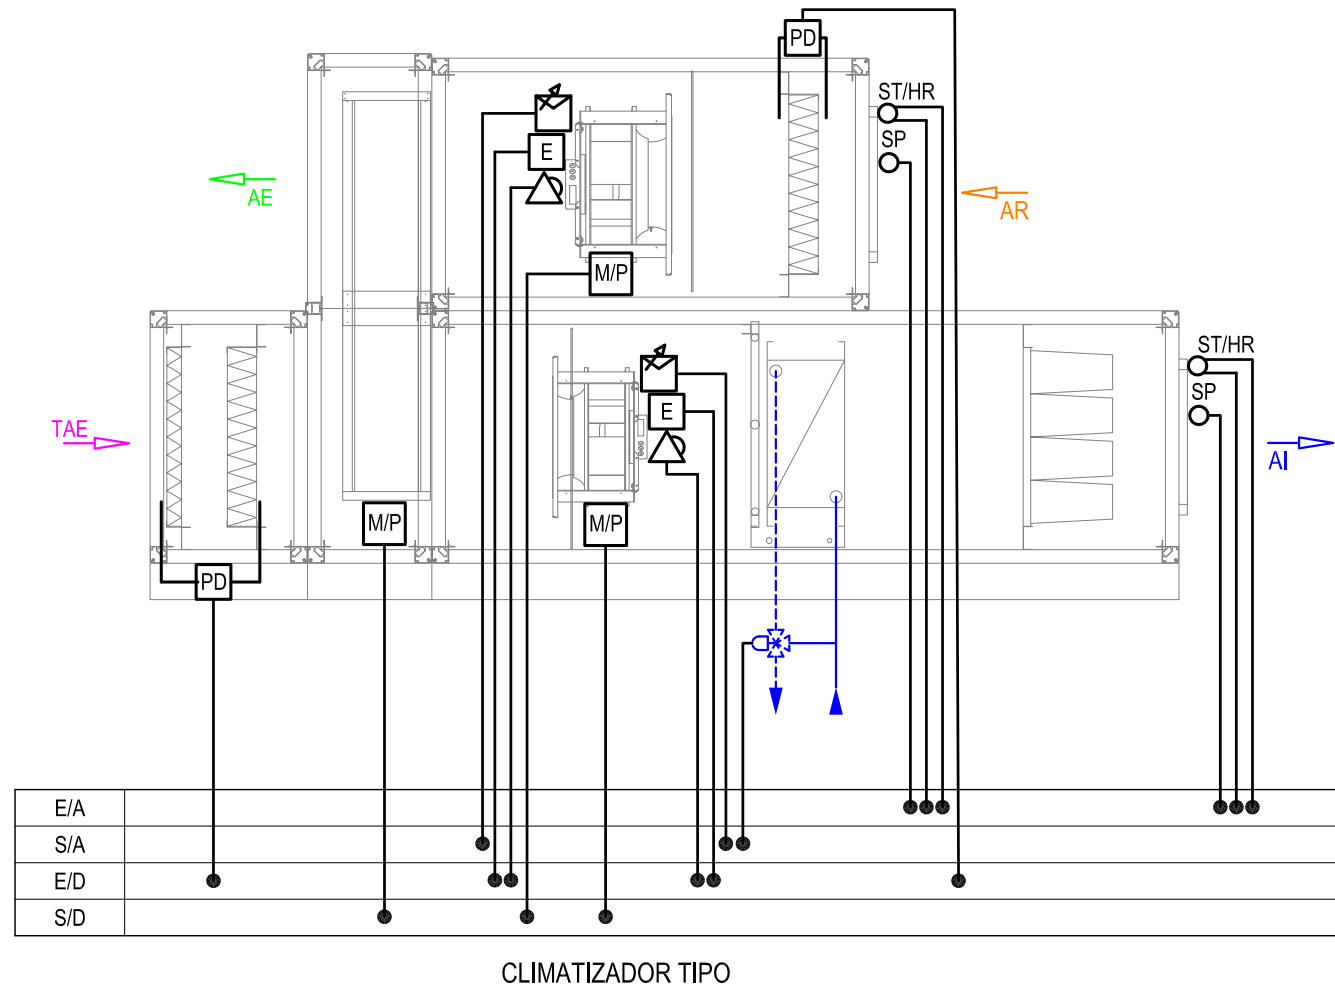 PD
ST/HR
SP
E
AE
AR
M/P
ST/HR
SP
E
TAE
AI
M/P
M/P
PD
E/A
S/A
E/D
S/D
CLIMATIZADOR TIPO